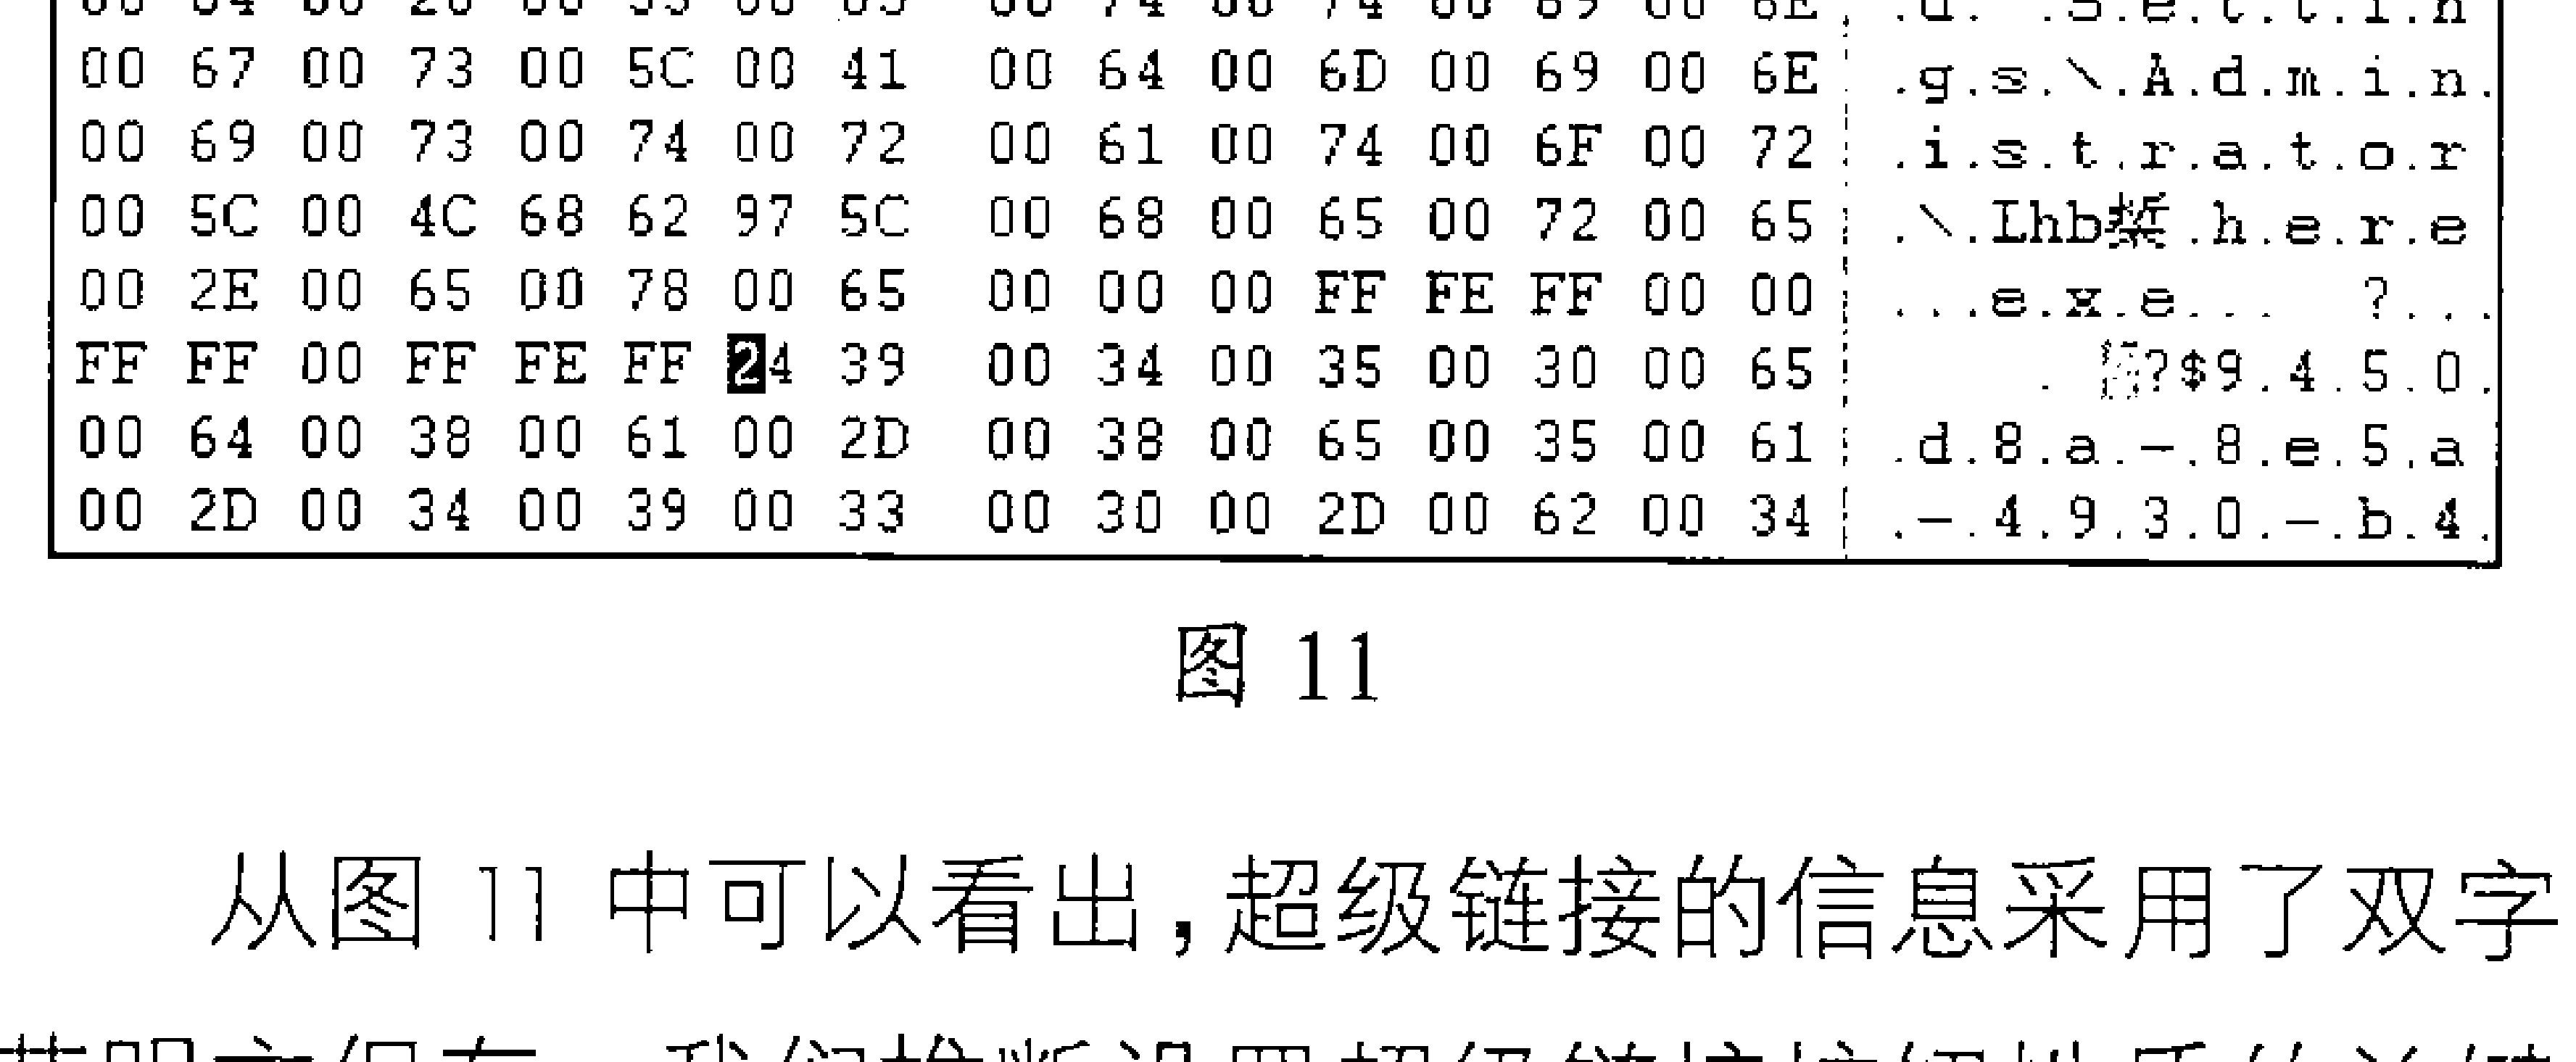 00 67 00 73 00 5C 00 41 00 64 00 6D 00 69 00 6E .g.s.\.A.d.m.i.n.
00 69 00 73 00 74 00 72 00 61 00 74 00 6F 00 72 .i.s.t.r.a.t.o.r
00 5C 00 4C 68 62 97 5C 00 68 00 65 00 72 00 65 .\.Lhb .h.e.r.e
00 2E 00 65 00 78 00 65 00 00 00 FF FE FF 00 00 ...e.x.e... ?...
FF FF 00 FF FE FF 24 39 00 34 00 35 00 30 00 65 . ?$9.4.5.0.
00 64 00 38 00 61 00 2D 00 38 00 65 00 35 00 61 .d.8.a.-.8.e.5.a
00 2D 00 34 00 39 00 33 00 30 00 2D 00 62 00 34 .-.4.9.3.0.-.b.4.
图 11
从图 11 中可以看出,超级链接的信息采用了双字